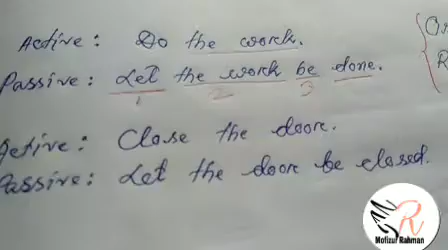 Active: Do the work.
Passive: Let the work be done.
1 2 3
Active: Close the door.
Passive: Let the door be closed.
R
Mofizur Rahman